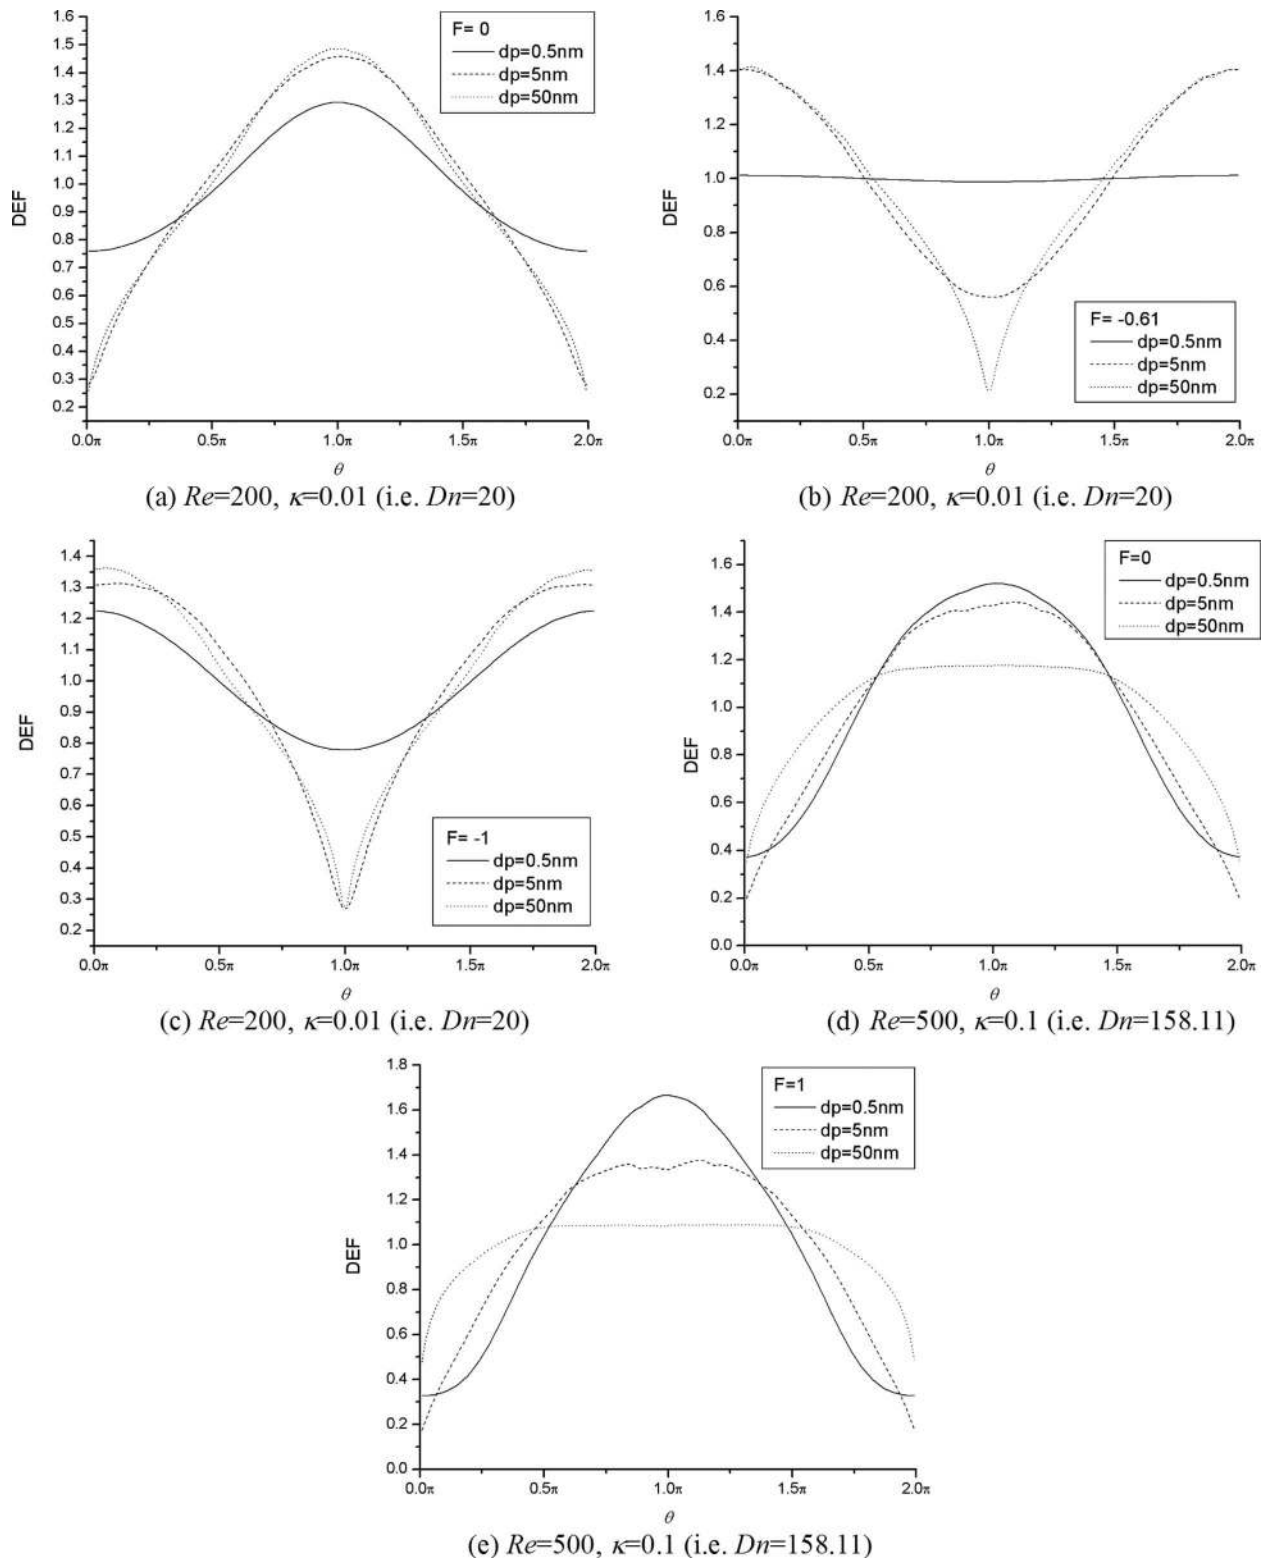 1.6
1.5
1.4
1.3
1.2
1.1
1.0
0.9
0.8
0.7
0.6
0.5
0.4
0.3
0.2
DEF
F= 0
dp=0.5nm
dp=5nm
dp=50nm
0.0π 0.5π 1.0π 1.5π 2.0π
θ
(a) Re=200, κ=0.01 (i.e. Dn=20)
1.6
1.4
1.2
1.0
0.8
0.6
0.4
0.2
DEF
F= -0.61
dp=0.5nm
dp=5nm
dp=50nm
0.0π 0.5π 1.0π 1.5π 2.0π
θ
(b) Re=200, κ=0.01 (i.e. Dn=20)
1.4
1.3
1.2
1.1
1.0
0.9
0.8
0.7
0.6
0.5
0.4
0.3
0.2
DEF
F= -1
dp=0.5nm
dp=5nm
dp=50nm
0.0π 0.5π 1.0π 1.5π 2.0π
θ
(c) Re=200, κ=0.01 (i.e. Dn=20)
1.6
1.4
1.2
1.0
0.8
0.6
0.4
0.2
0.0
DEF
F=0
dp=0.5nm
dp=5nm
dp=50nm
0.0π 0.5π 1.0π 1.5π 2.0π
θ
(d) Re=500, κ=0.1 (i.e. Dn=158.11)
1.8
1.6
1.4
1.2
1.0
0.8
0.6
0.4
0.2
0.0
DEF
F=1
dp=0.5nm
dp=5nm
dp=50nm
0.0π 0.5π 1.0π 1.5π 2.0π
θ
(e) Re=500, κ=0.1 (i.e. Dn=158.11)